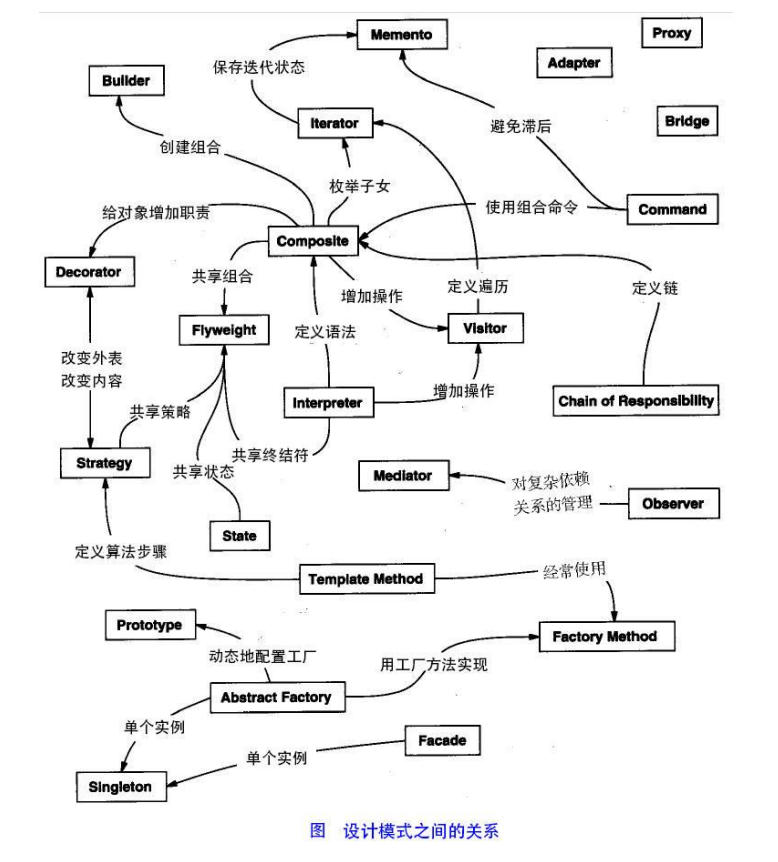 Memento
Proxy
Adapter
保存迭代状态
Builder
Iterator
避免滞后
Bridge
创建组合
枚举子女
给对象增加职责
使用组合命令
Command
Composite
Decorator
共享组合
增加操作
定义遍历
定义链
Flyweight
定义语法
Visitor
改变外表
改变内容
增加操作
Interpreter
Chain of Responsibility
共享策略
共享终结符
Strategy
共享状态
Mediator
对复杂依赖
关系的管理
Observer
State
定义算法步骤
Template Method
经常使用
Prototype
Factory Method
动态地配置工厂
用工厂方法实现
Abstract Factory
单个实例
Facade
单个实例
Singleton
图 设计模式之间的关系